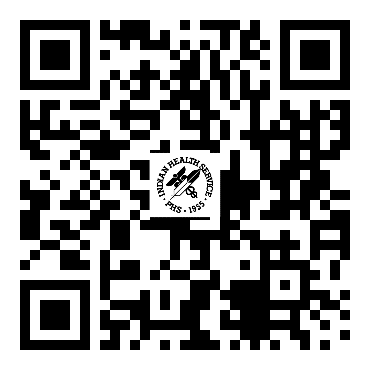 INDIAN HEALTH SERVICE
PHS · 1955